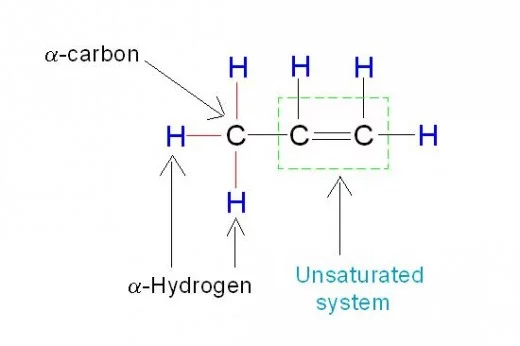 α-carbon
H H H
H C C C H
H
α-Hydrogen
Unsaturated
system